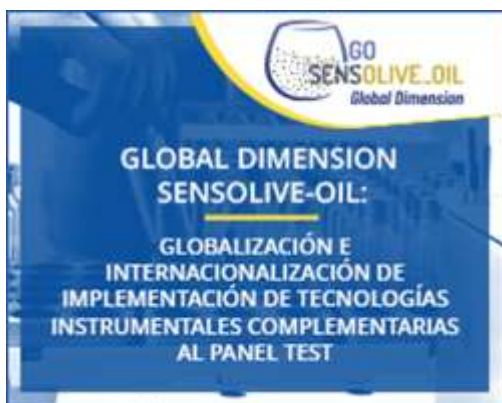 GO
SENSOLIVE_OIL
Global Dimension
GLOBAL DIMENSION
SENSOLIVE-OIL:
GLOBALIZACIÓN E
INTERNACIONALIZACIÓN DE
IMPLEMENTACIÓN DE TECNOLOGÍAS
INSTRUMENTALES COMPLEMENTARIAS
AL PANEL TEST